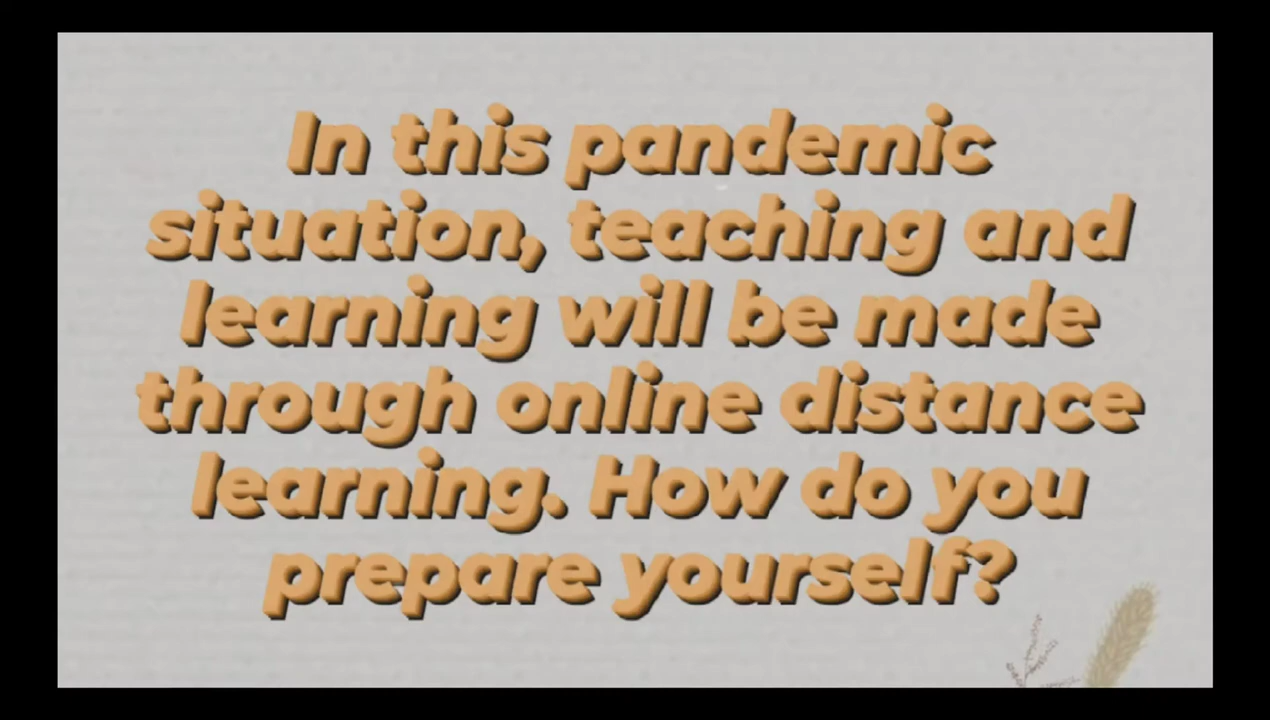 In this pandemic
situation, teaching and
learning will be made
through online distance
learning. How do you
prepare yourself?